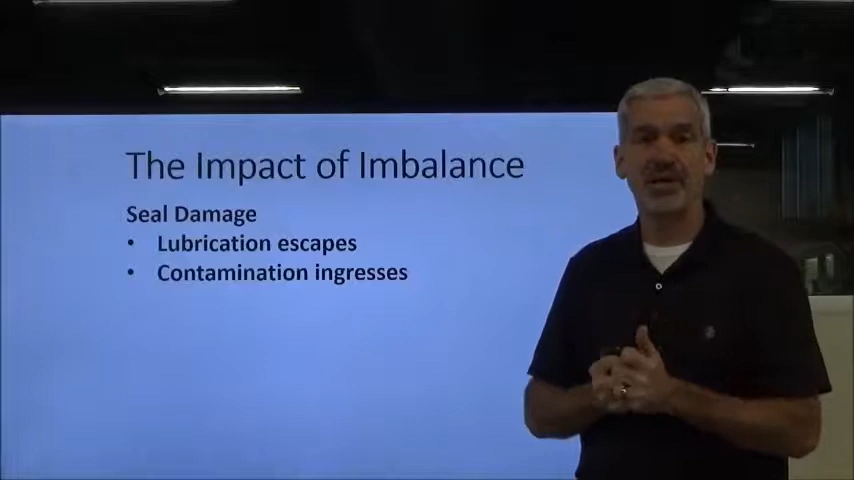 The Impact of Imbalance
Seal Damage
• Lubrication escapes
• Contamination ingresses